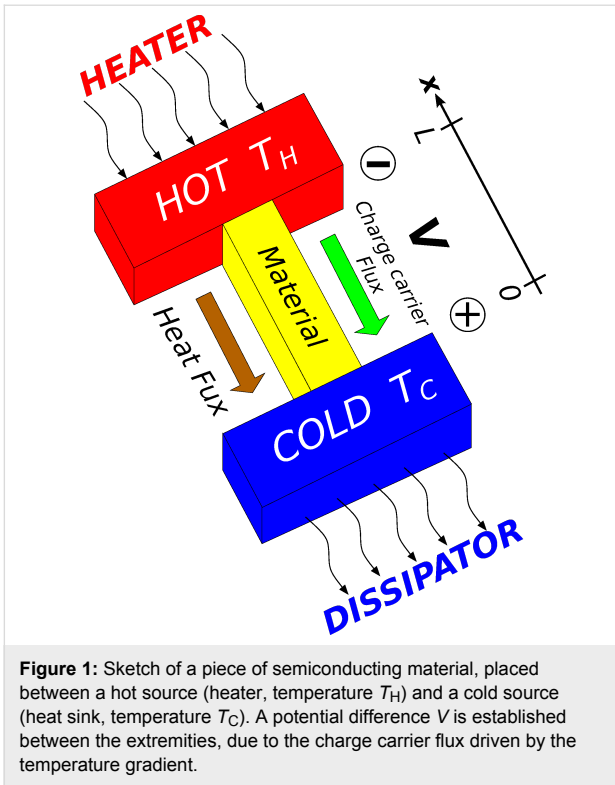 HEATER
HOT TH
−
x
L
V
0
+
Charge carrier
Flux
Material
Heat Fux
COLD TC
DISSIPATOR
Figure 1: Sketch of a piece of semiconducting material, placed
between a hot source (heater, temperature TH) and a cold source
(heat sink, temperature TC). A potential difference V is established
between the extremities, due to the charge carrier flux driven by the
temperature gradient.